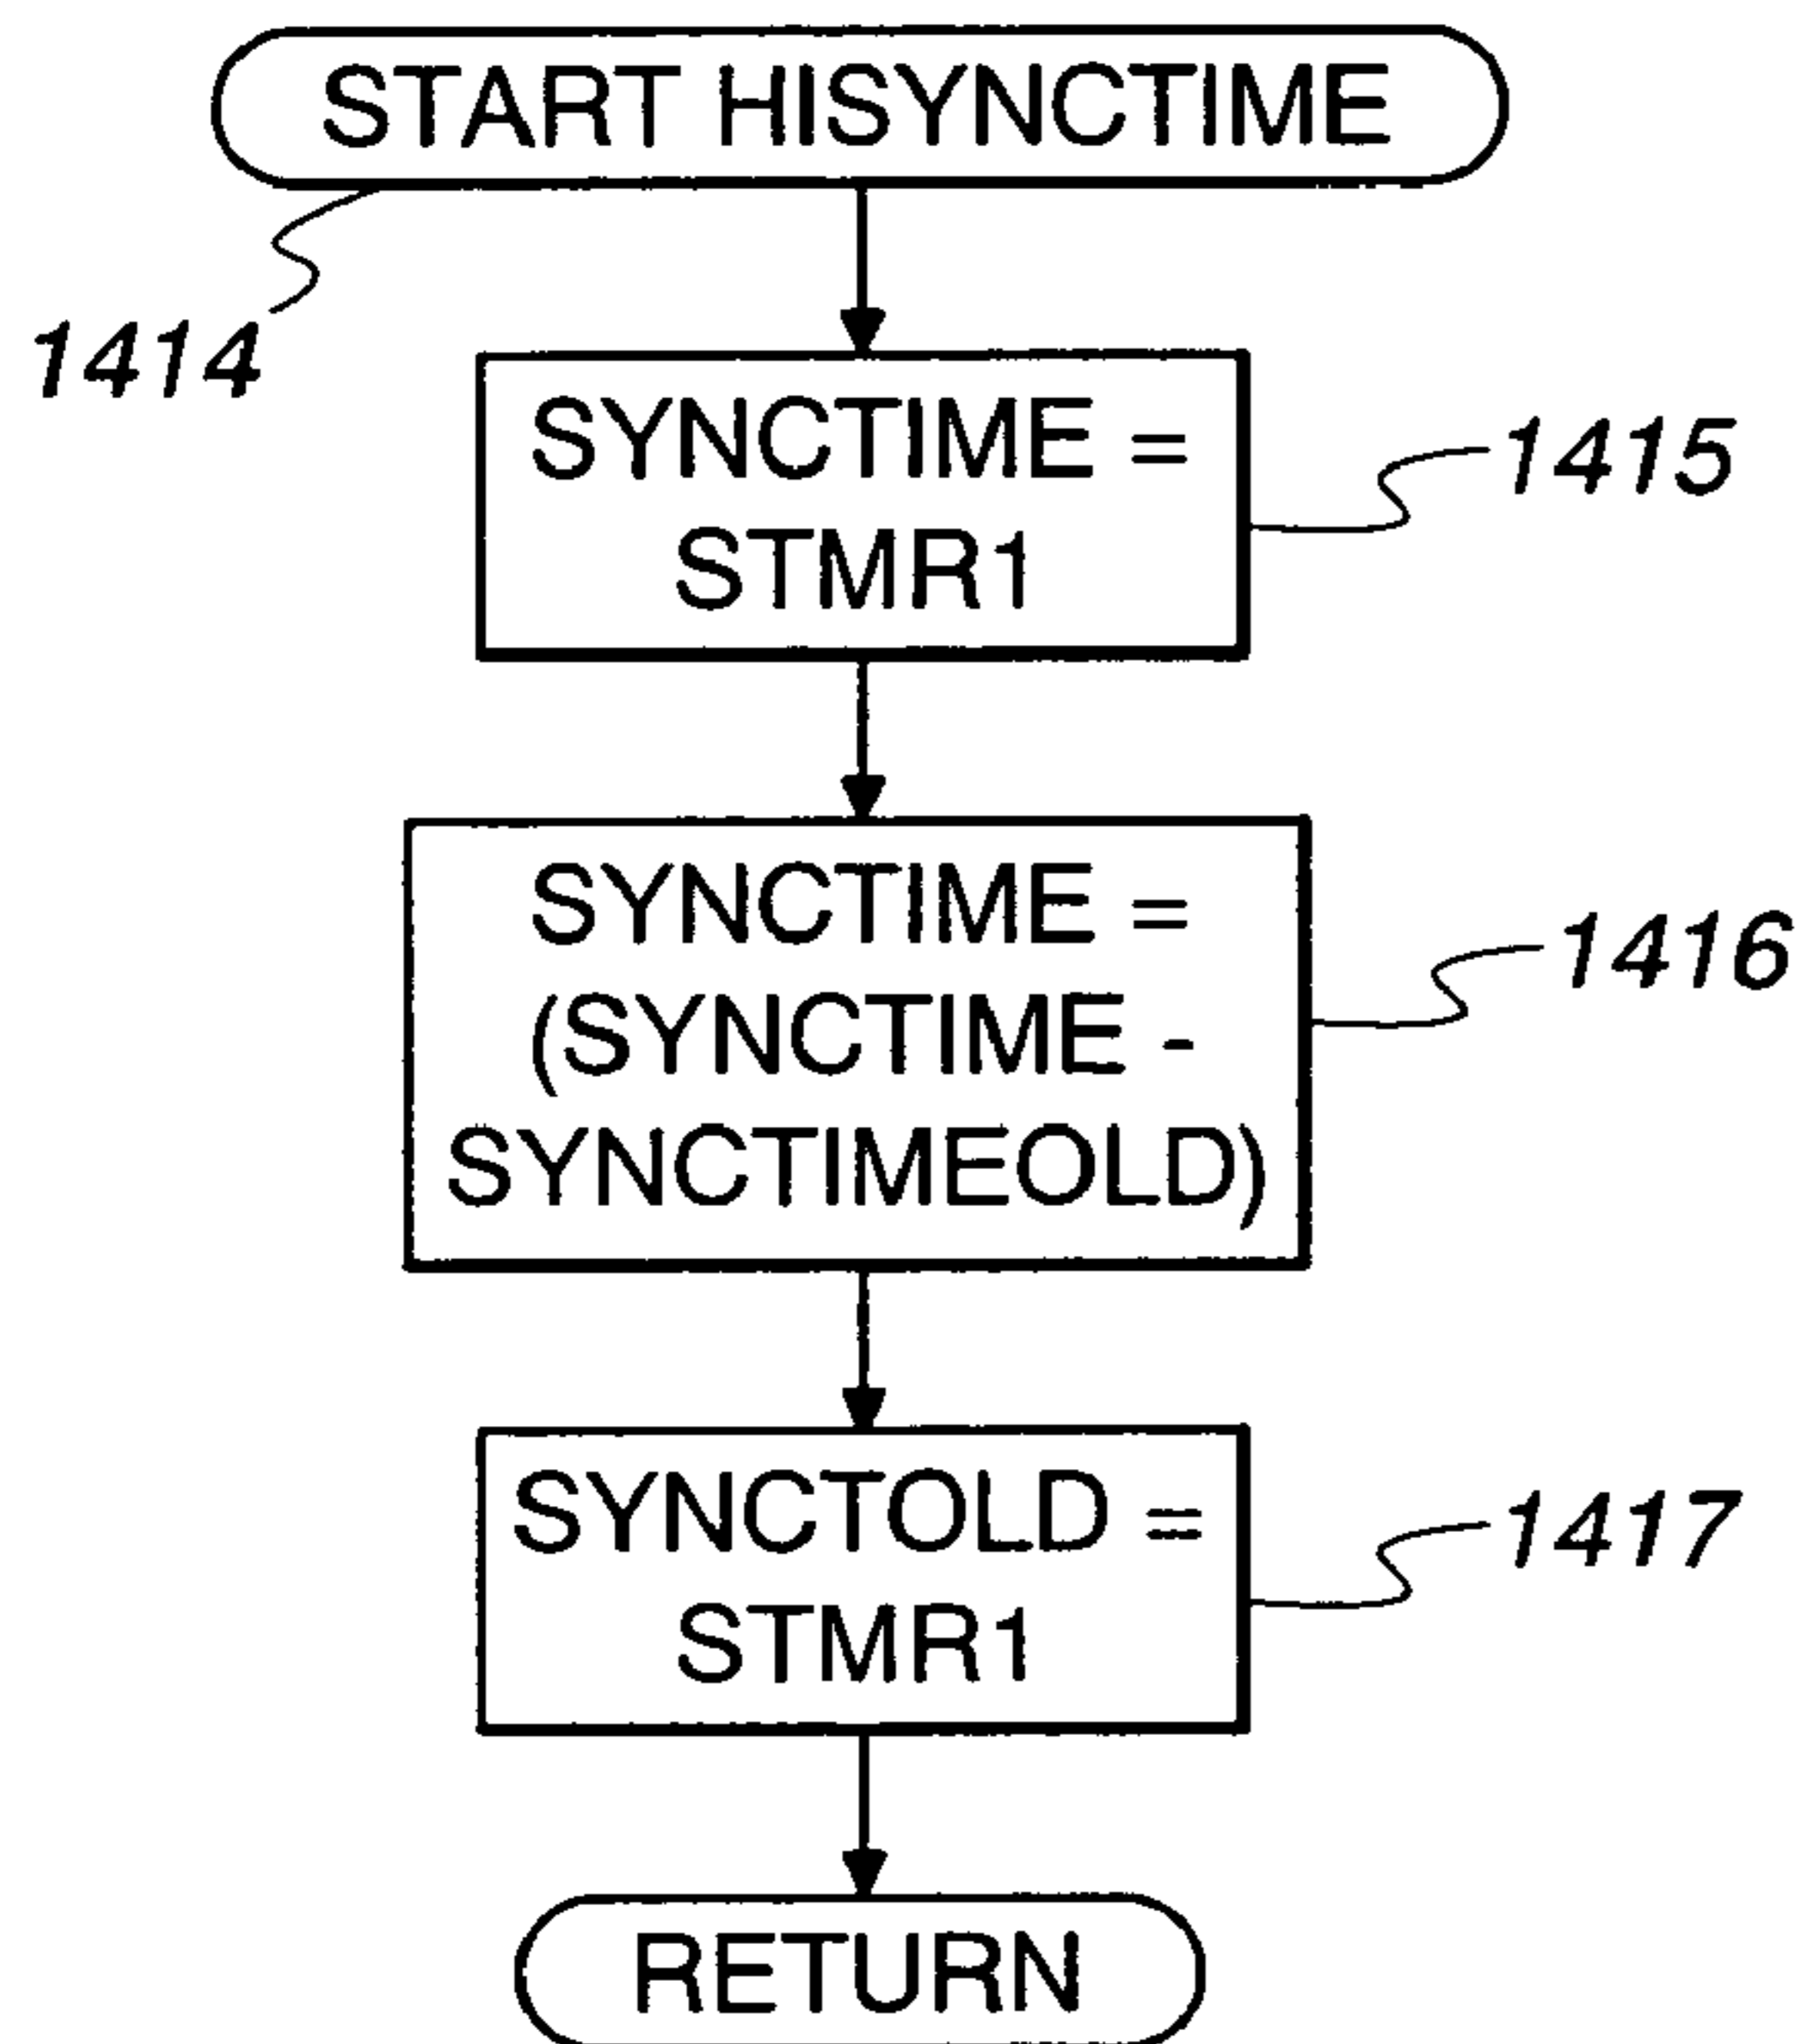 START HISYNCTIME
1414
SYNCTIME =
STMR1
1415
SYNCTIME =
(SYNCTIME -
SYNCTIMEOLD)
1416
SYNCTOLD =
STMR1
1417
RETURN